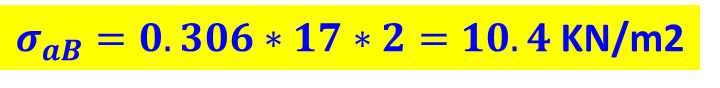 σaB = 0.306 * 17 * 2 = 10.4 KN/m2